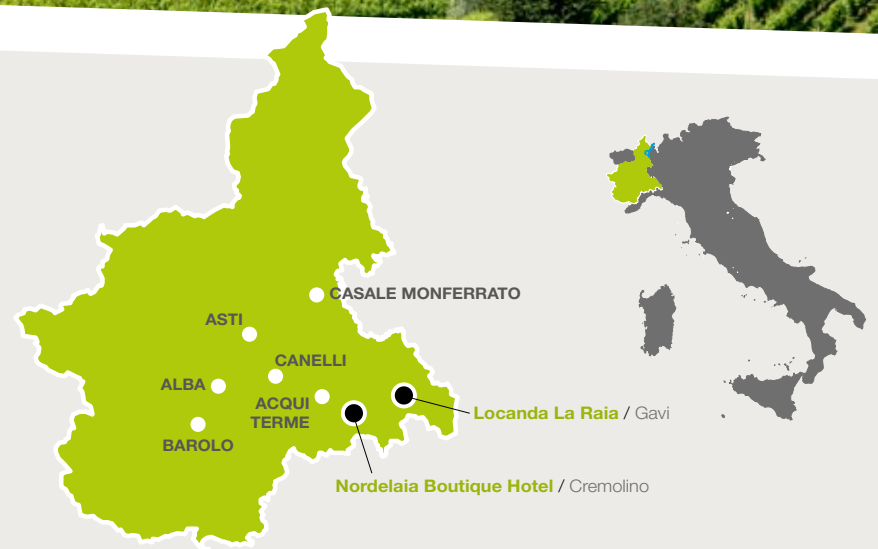 CASALE MONFERRATO
ASTI
CANELLI
ALBA
ACQUI
TERME
BAROLO
Locanda La Raia / Gavi
Nordelaia Boutique Hotel / Cremolino